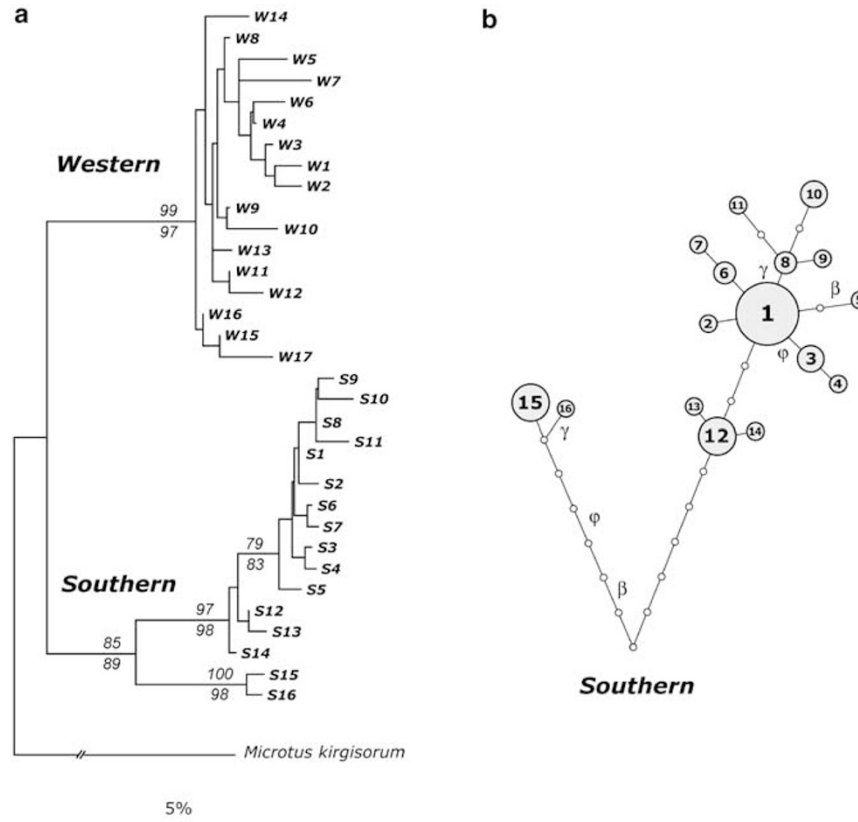 a
W14
W8
W5
W7
W6
W4
W3
Western
W1
W2
99
97
W9
W10
W13
W11
W12
W16
W15
W17
S9
S10
S8
S11
S1
S2
S6
S7
79
83
S3
S4
Southern
S5
97
98
S12
S13
S14
85
89
100
98
S15
S16
Microtus kirgisorum
5%
b
10
11
7
8
9
6
γ
β
5
1
2
φ
3
4
15
16
γ
13
12
14
φ
β
Southern